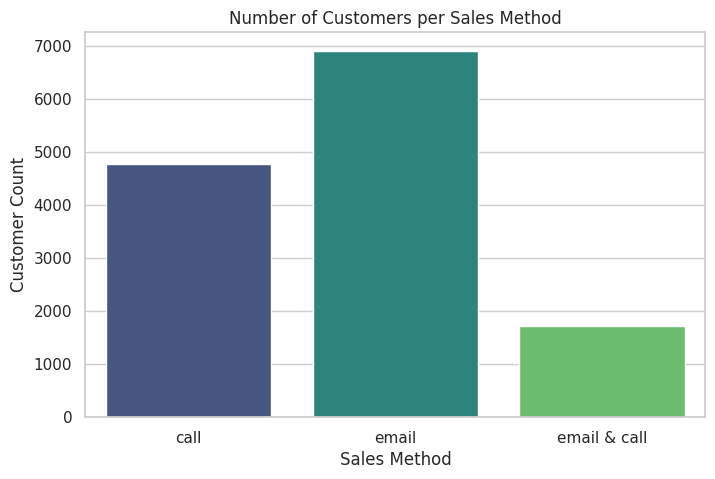 Number of Customers per Sales Method
7000
6000
5000
4000
3000
2000
1000
0
Customer Count
call
email
email & call
Sales Method